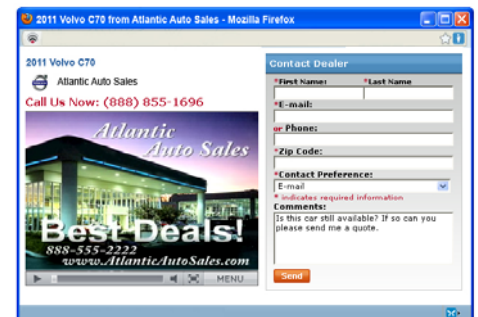 2011 Volvo C70 from Atlantic Auto Sales - Mozilla Firefox
2011 Volvo C70
Atlantic Auto Sales
Call Us Now: (888) 855-1696
Atlantic
Auto Sales
Best Deals!
888-555-2222
www.AtlanticAutoSales.com
MENU
Contact Dealer
*First Name: *Last Name
*E-mail:
or Phone:
*Zip Code:
*Contact Preference:
E-mail
* indicates required information
Comments:
Is this car still available? If so can you
please send me a quote.
Send